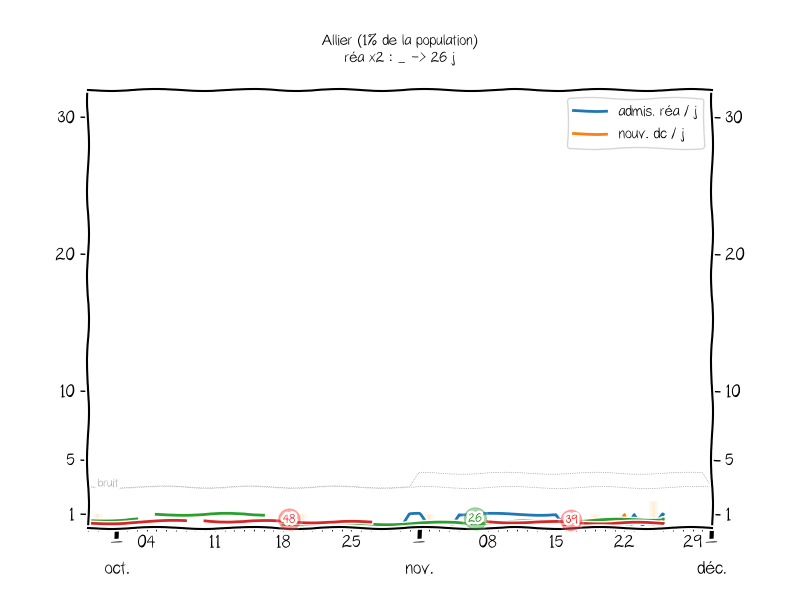 Allier (1% de la population)
réa x2 : _ -> 26 j
admis. réa / j
nouv. dc / j
30
30
20
20
10
10
5
5
bruit
1
1
48
26
39
04
11
18
25
08
15
22
29
oct.
nov.
déc.